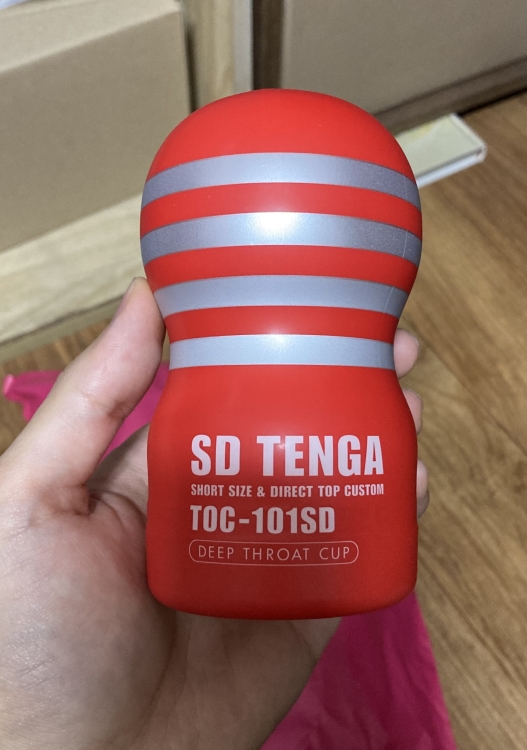 SD TENGA
SHORT SIZE & DIRECT TOP CUSTOM
TOC-101SD
DEEP THROAT CUP